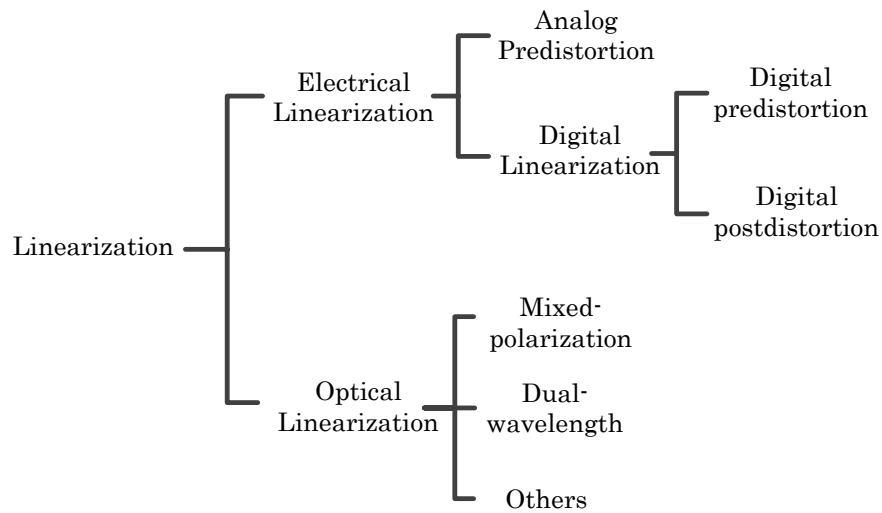 Analog
Predistortion
Electrical
Linearization
Digital
predistortion
Digital
Linearization
Digital
postdistortion
Linearization
Mixed-
polarization
Optical
Linearization
Dual-
wavelength
Others